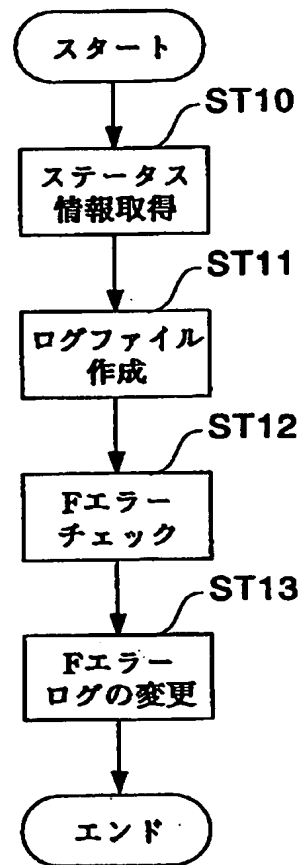 スタート
ST10
ステータス
情報取得
ST11
ログファイル
作成
ST12
Fエラー
チェック
ST13
Fエラー
ログの変更
エンド